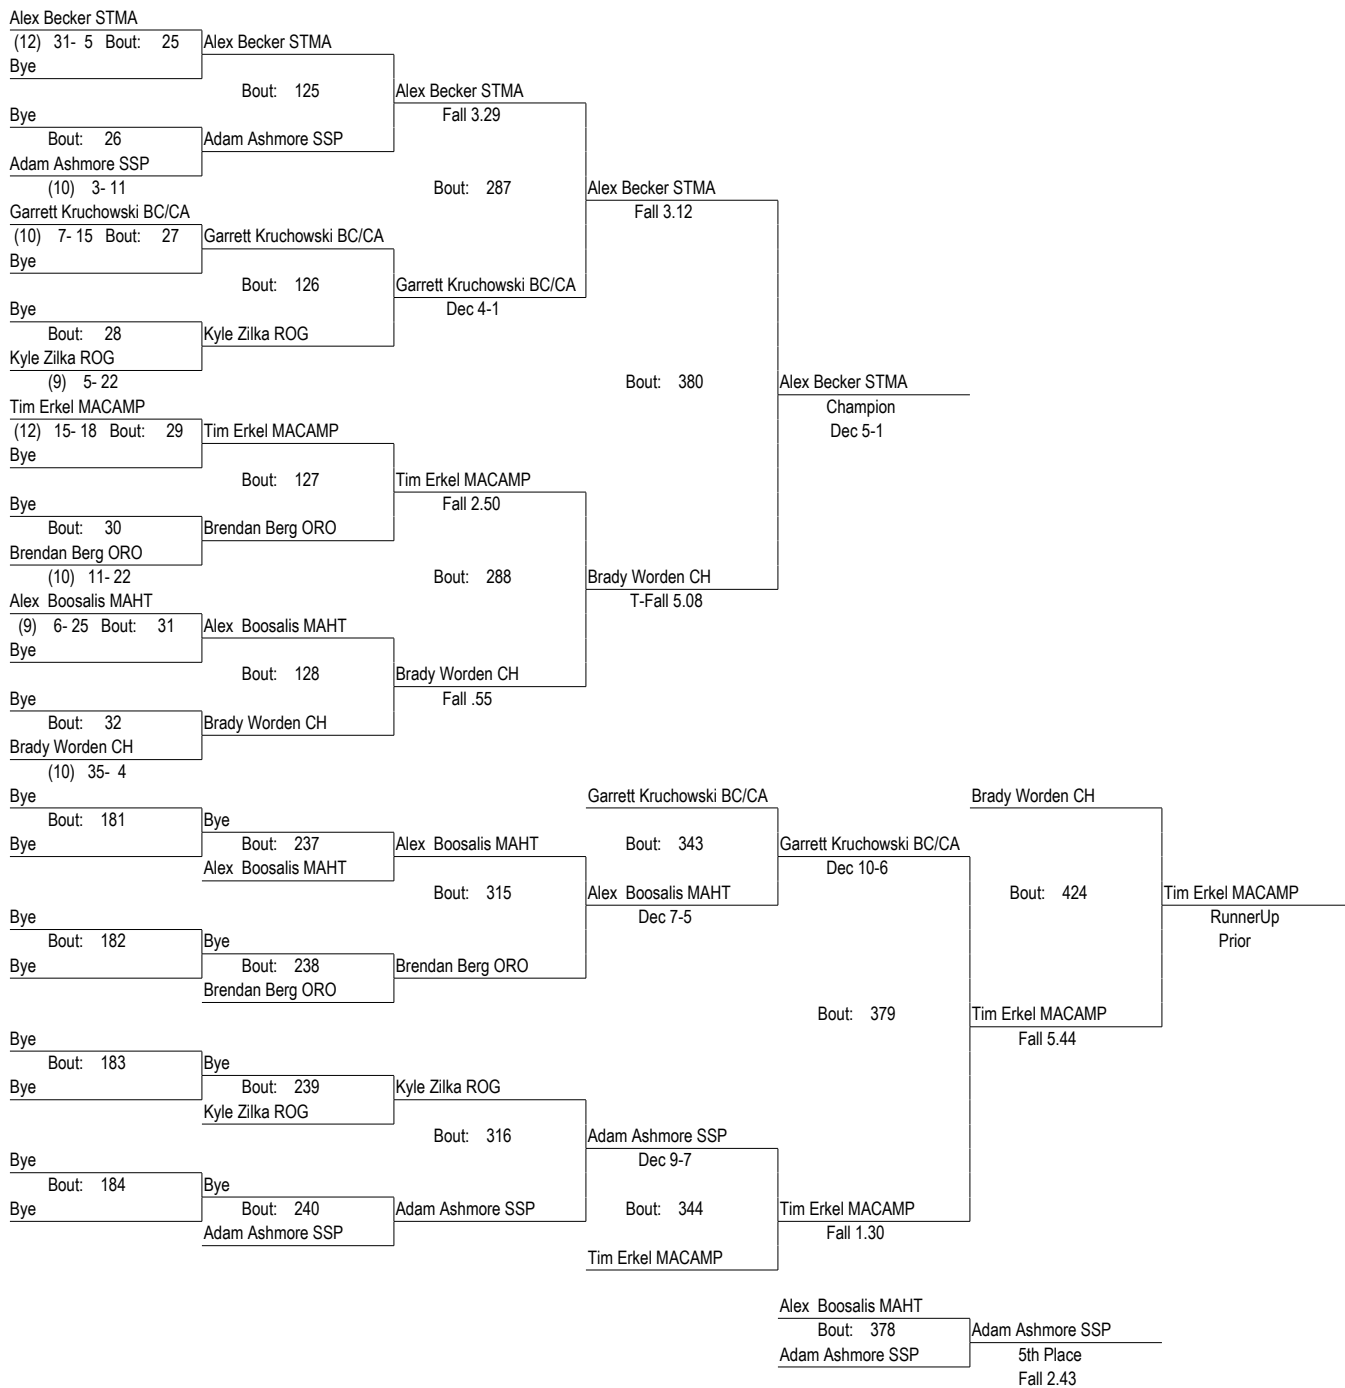 Alex Becker STMA
(12) 31- 5 Bout: 25 Alex Becker STMA
Bye
Bout: 125 Alex Becker STMA
Bye Fall 3.29
Bout: 26 Adam Ashmore SSP
Adam Ashmore SSP
(10) 3- 11 Bout: 287 Alex Becker STMA
Garrett Kruchowski BC/CA Fall 3.12
(10) 7- 15 Bout: 27 Garrett Kruchowski BC/CA
Bye
Bout: 126 Garrett Kruchowski BC/CA
Bye Dec 4-1
Bout: 28 Kyle Zilka ROG
Kyle Zilka ROG
(9) 5- 22 Bout: 380 Alex Becker STMA
Tim Erkel MACAMP Champion
(12) 15- 18 Bout: 29 Tim Erkel MACAMP Dec 5-1
Bye
Bout: 127 Tim Erkel MACAMP
Bye Fall 2.50
Bout: 30 Brendan Berg ORO
Brendan Berg ORO
(10) 11- 22 Bout: 288 Brady Worden CH
Alex Boosalis MAHT T-Fall 5.08
(9) 6- 25 Bout: 31 Alex Boosalis MAHT
Bye
Bout: 128 Brady Worden CH
Bye Fall .55
Bout: 32 Brady Worden CH
Brady Worden CH
(10) 35- 4
Bye Garrett Kruchowski BC/CA Brady Worden CH
Bout: 181 Bye
Bye Bout: 237 Alex Boosalis MAHT Bout: 343 Garrett Kruchowski BC/CA
Alex Boosalis MAHT Dec 10-6
Bout: 315 Alex Boosalis MAHT Bout: 424 Tim Erkel MACAMP
Bye Dec 7-5 RunnerUp
Bout: 182 Bye Prior
Bye Bout: 238 Brendan Berg ORO
Brendan Berg ORO
Bout: 379 Tim Erkel MACAMP
Bye Fall 5.44
Bout: 183 Bye
Bye Bout: 239 Kyle Zilka ROG
Kyle Zilka ROG
Bout: 316 Adam Ashmore SSP
Bye Dec 9-7
Bout: 184 Bye
Bye Bout: 240 Adam Ashmore SSP Bout: 344 Tim Erkel MACAMP
Adam Ashmore SSP Fall 1.30
Tim Erkel MACAMP
Alex Boosalis MAHT
Bout: 378 Adam Ashmore SSP
Adam Ashmore SSP 5th Place
Fall 2.43